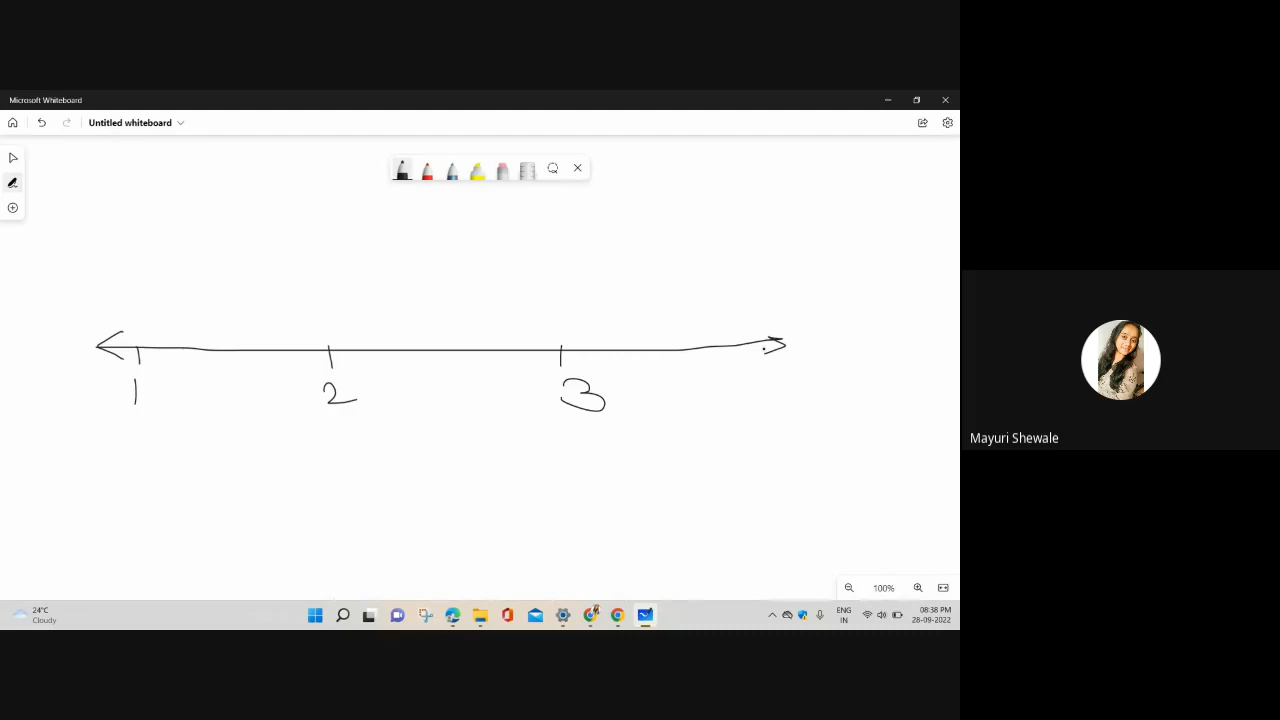 Microsoft Whiteboard
Untitled whiteboard
1 2 3
Mayuri Shewale
100%
24°C
Cloudy
ENG
IN
08:38 PM
28-09-2022